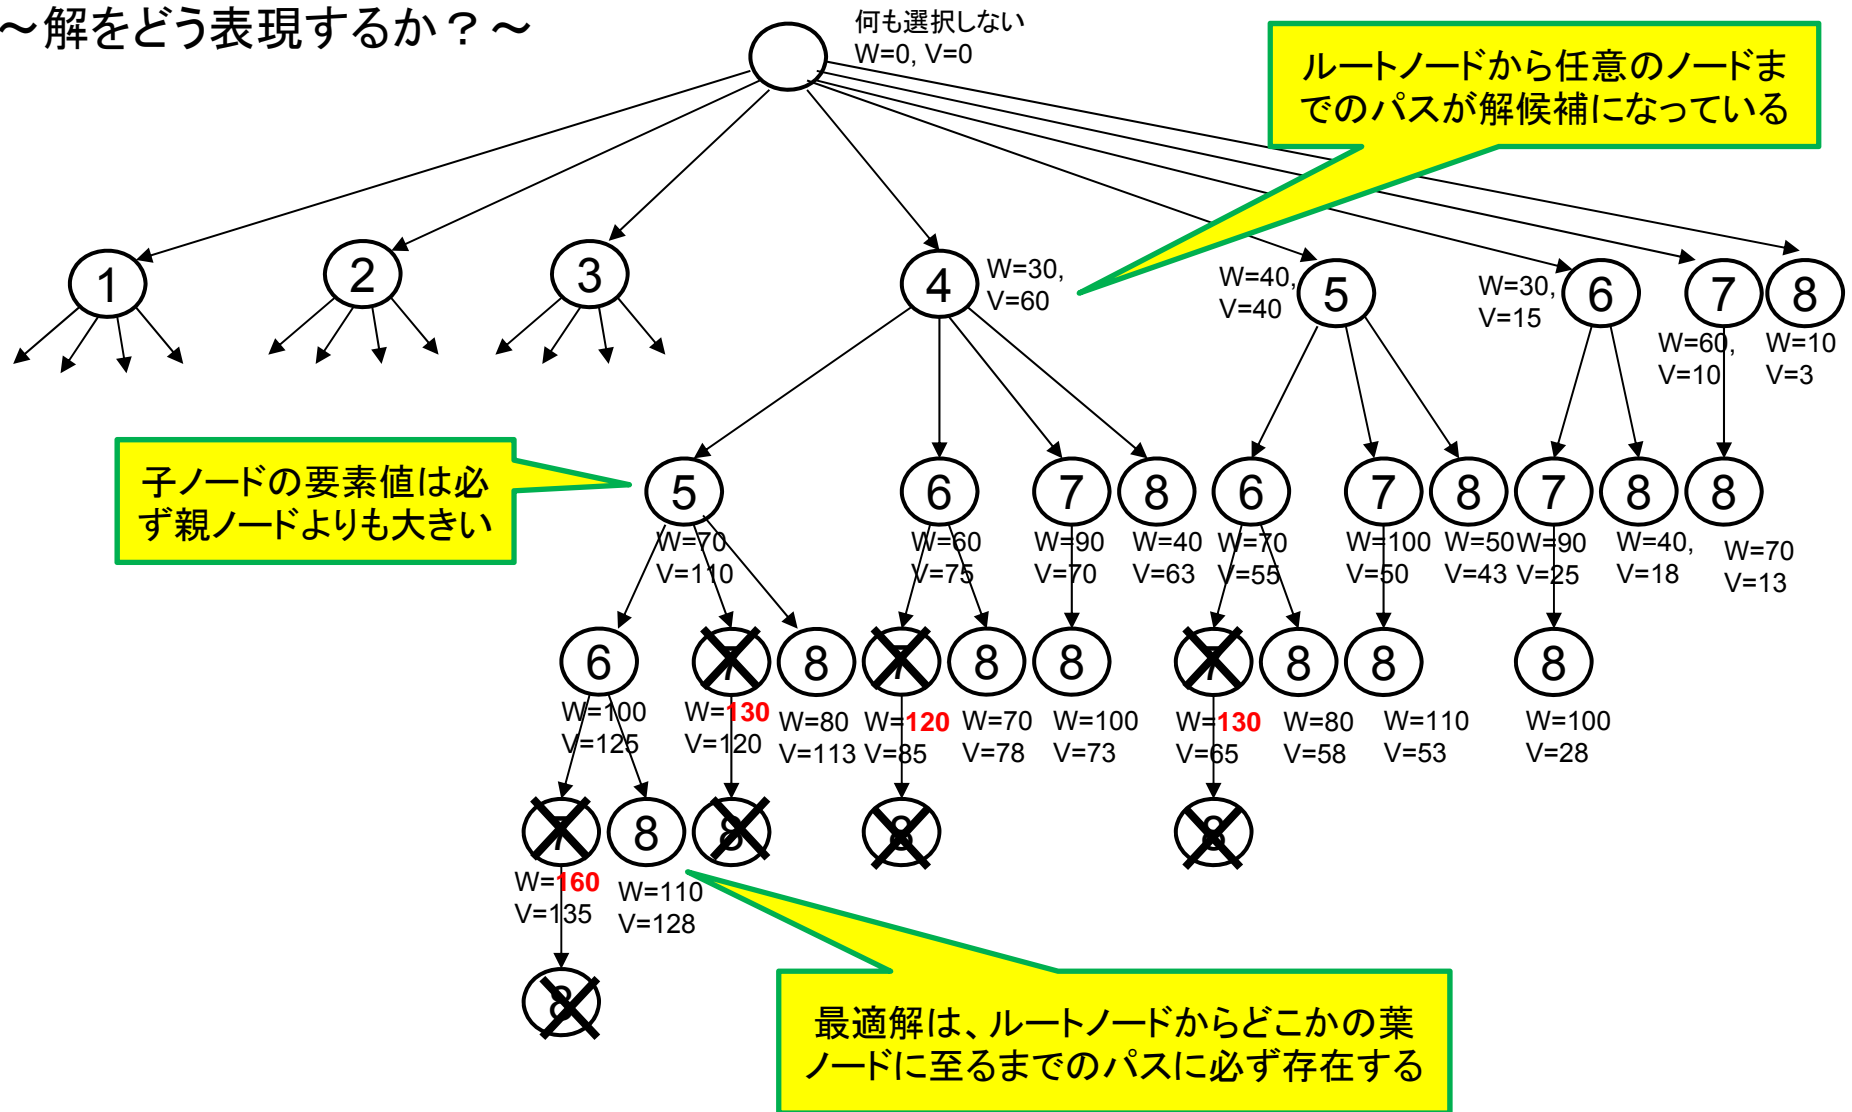 ～解をどう表現するか？～
何も選択しない
W=0, V=0
ルートノードから任意のノードま
でのパスが解候補になっている
1
2
3
4
W=30,
V=60
W=40,
V=40
5
W=30,
V=15
6
7
8
W=60,
V=10
W=10
V=3
子ノードの要素値は必
ず親ノードよりも大きい
5
6
7
8
6
7
8
7
8
8
W=70
V=110
W=60
V=75
W=90
V=70
W=40
V=63
W=70
V=55
W=100
V=50
W=50
V=43
W=90
V=25
W=40,
V=18
W=70
V=13
6
7
8
7
8
8
7
8
8
8
W=100
V=125
W=130
V=120
W=80
V=113
W=120
V=85
W=70
V=78
W=100
V=73
W=130
V=65
W=80
V=58
W=110
V=53
W=100
V=28
7
8
8
8
8
W=160
V=135
W=110
V=128
8
最適解は、ルートノードからどこかの葉
ノードに至るまでのパスに必ず存在する